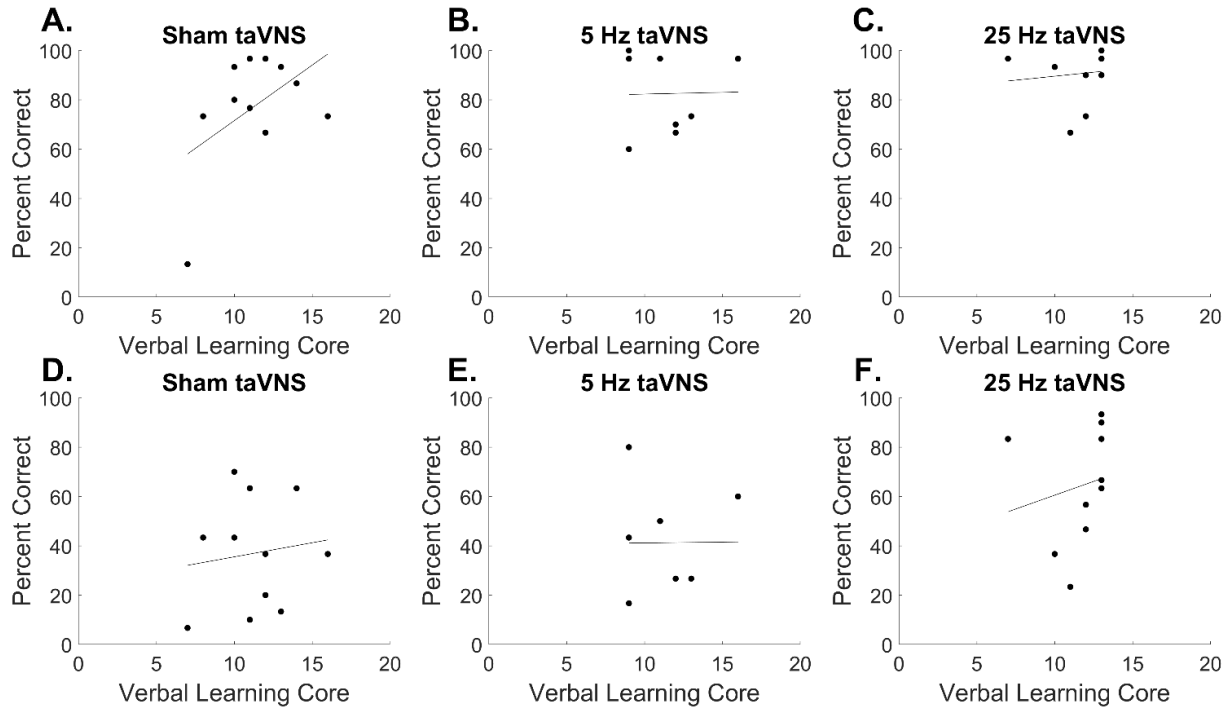 A.
Sham taVNS
100
80
60
40
20
0
Percent Correct
0 5 10 15 20
Verbal Learning Core
B.
5 Hz taVNS
100
80
60
40
20
0
Percent Correct
0 5 10 15 20
Verbal Learning Core
C.
25 Hz taVNS
100
80
60
40
20
0
Percent Correct
0 5 10 15 20
Verbal Learning Core
D.
Sham taVNS
100
80
60
40
20
0
Percent Correct
0 5 10 15 20
Verbal Learning Core
E.
5 Hz taVNS
100
80
60
40
20
0
Percent Correct
0 5 10 15 20
Verbal Learning Core
F.
25 Hz taVNS
100
80
60
40
20
0
Percent Correct
0 5 10 15 20
Verbal Learning Core